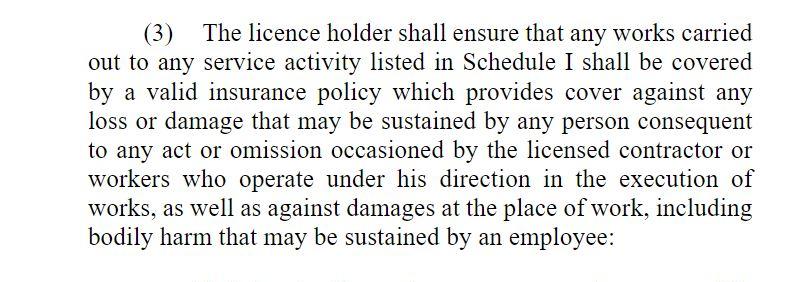 (3) The licence holder shall ensure that any works carried
out to any service activity listed in Schedule I shall be covered
by a valid insurance policy which provides cover against any
loss or damage that may be sustained by any person consequent
to any act or omission occasioned by the licensed contractor or
workers who operate under his direction in the execution of
works, as well as against damages at the place of work, including
bodily harm that may be sustained by an employee: